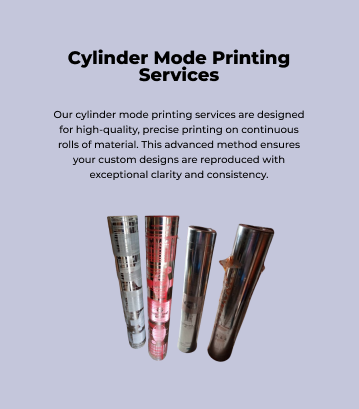 Cylinder Mode Printing
Services
Our cylinder mode printing services are designed
for high-quality, precise printing on continuous
rolls of material. This advanced method ensures
your custom designs are reproduced with
exceptional clarity and consistency.